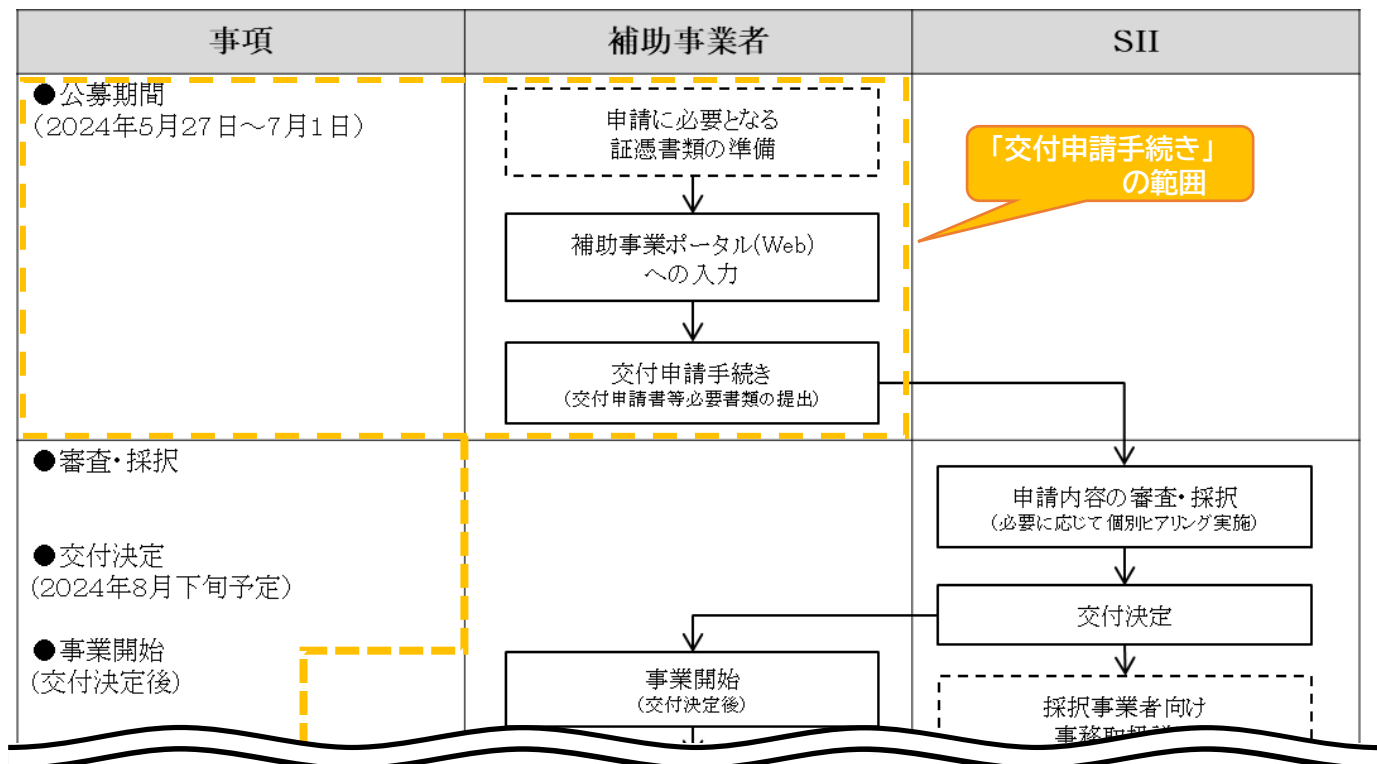 事項
補助事業者
SII
●公募期間
（2024年5月27日～7月1日）
申請に必要となる
証憑書類の準備
「交付申請手続き」
の範囲
補助事業ポータル(Web)
への入力
交付申請手続き
(交付申請書等必要書類の提出)
●審査・採択
申請内容の審査・採択
(必要に応じて個別ヒアリング実施)
●交付決定
(2024年8月下旬予定)
交付決定
●事業開始
(交付決定後)
事業開始
(交付決定後)
採択事業者向け
事務取扱